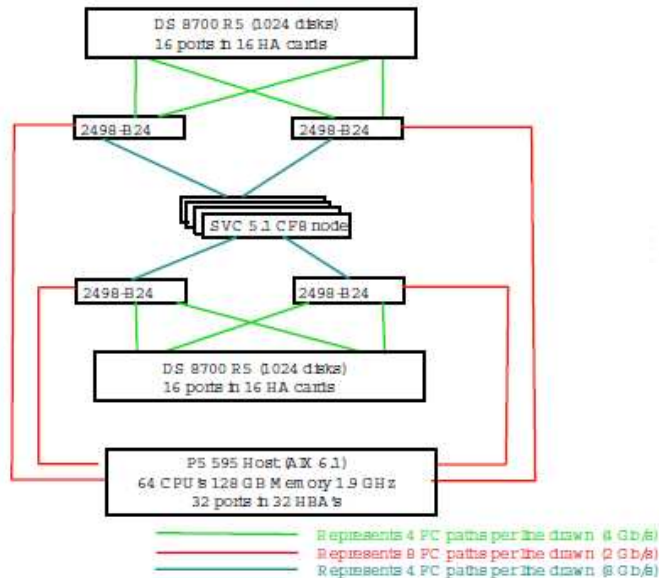 DS 8700 R5 (1024 disks)
16 ports in 16 HA cards
2498-B24
2498-B24
SVC 5.1 CF8 node
2498-B24
2498-B24
DS 8700 R5 (1024 disks)
16 ports in 16 HA cards
P5 595 Host (AIX 6.1)
64 CPU's 128 GB Memory 1.9 GHz
32 ports in 32 HBA's
Represents 4 FC paths per line drawn (4 Gb/s)
Represents 8 FC paths per line drawn (2 Gb/s)
Represents 4 FC paths per line drawn (8 Gb/s)